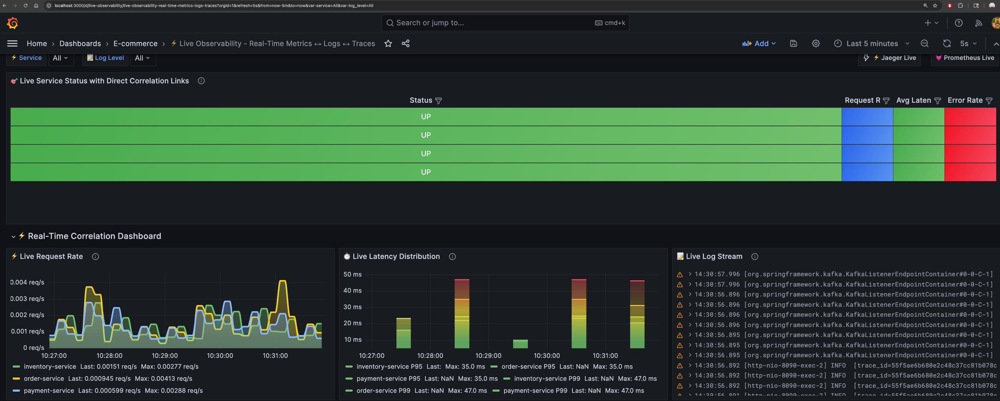 localhost:3000/d/live-observability/live-observability-real-time-metrics-logs-traces?orgId=1&refresh=5s&from=now-5m&to=now&var-service=All&var-log_level=All
Search or jump to... cmd+k
Home › Dashboards › E-commerce › ⚡ Live Observability - Real-Time Metrics ↔ Logs ↔ Traces
Add
Last 5 minutes
5s
⚡ Service All 📝 Log Level All
⚡ Jaeger Live
💓 Prometheus Live
🎯 Live Service Status with Direct Correlation Links
Status Request R Avg Laten Error Rate
UP
UP
UP
UP
⚡ Real-Time Correlation Dashboard
⚡ Live Request Rate
0.004 req/s
0.003 req/s
0.002 req/s
0.001 req/s
0 req/s
10:27:00 10:28:00 10:29:00 10:30:00 10:31:00
inventory-service Last: 0.00151 req/s Max: 0.00277 req/s
order-service Last: 0.000945 req/s Max: 0.00413 req/s
payment-service Last: 0.000599 req/s Max: 0.00288 req/s
⏱ Live Latency Distribution
50 ms
40 ms
30 ms
20 ms
10 ms
10:27:00 10:28:00 10:29:00 10:30:00 10:31:00
inventory-service P95 Last: Max: 35.0 ms order-service P95 Last: NaN Max: 35.0 ms
payment-service P95 Last: NaN Max: 35.0 ms inventory-service P99 Last: NaN Max: 47.0 ms
order-service P99 Last: NaN Max: 47.0 ms payment-service P99 Last: NaN Max: 47.0 ms
📝 Live Log Stream
14:30:57.996 [org.springframework.kafka.KafkaListenerEndpointContainer#0-0-C-1]
14:30:57.996 [org.springframework.kafka.KafkaListenerEndpointContainer#0-0-C-1]
14:30:56.896 [org.springframework.kafka.KafkaListenerEndpointContainer#0-0-C-1]
14:30:56.896 [org.springframework.kafka.KafkaListenerEndpointContainer#0-0-C-1]
14:30:56.896 [org.springframework.kafka.KafkaListenerEndpointContainer#0-0-C-1]
14:30:56.896 [org.springframework.kafka.KafkaListenerEndpointContainer#0-0-C-1]
14:30:56.895 [org.springframework.kafka.KafkaListenerEndpointContainer#0-0-C-1]
14:30:56.895 [org.springframework.kafka.KafkaListenerEndpointContainer#0-0-C-1]
14:30:56.895 [org.springframework.kafka.KafkaListenerEndpointContainer#0-0-C-1]
14:30:56.892 [http-nio-8090-exec-2] INFO [trace_id=55f5ae6b680e2c48c37cc81b078c
14:30:56.892 [http-nio-8090-exec-2] INFO [trace_id=55f5ae6b680e2c48c37cc81b078c
14:30:56.892 [http-nio-8090-exec-2] INFO [trace_id=55f5ae6b680e2c48c37cc81b078c
14:30:56.891 [http-nio-8090-exec-2] INFO [trace_id=55f5ae6b680e2c48c37cc81b078c